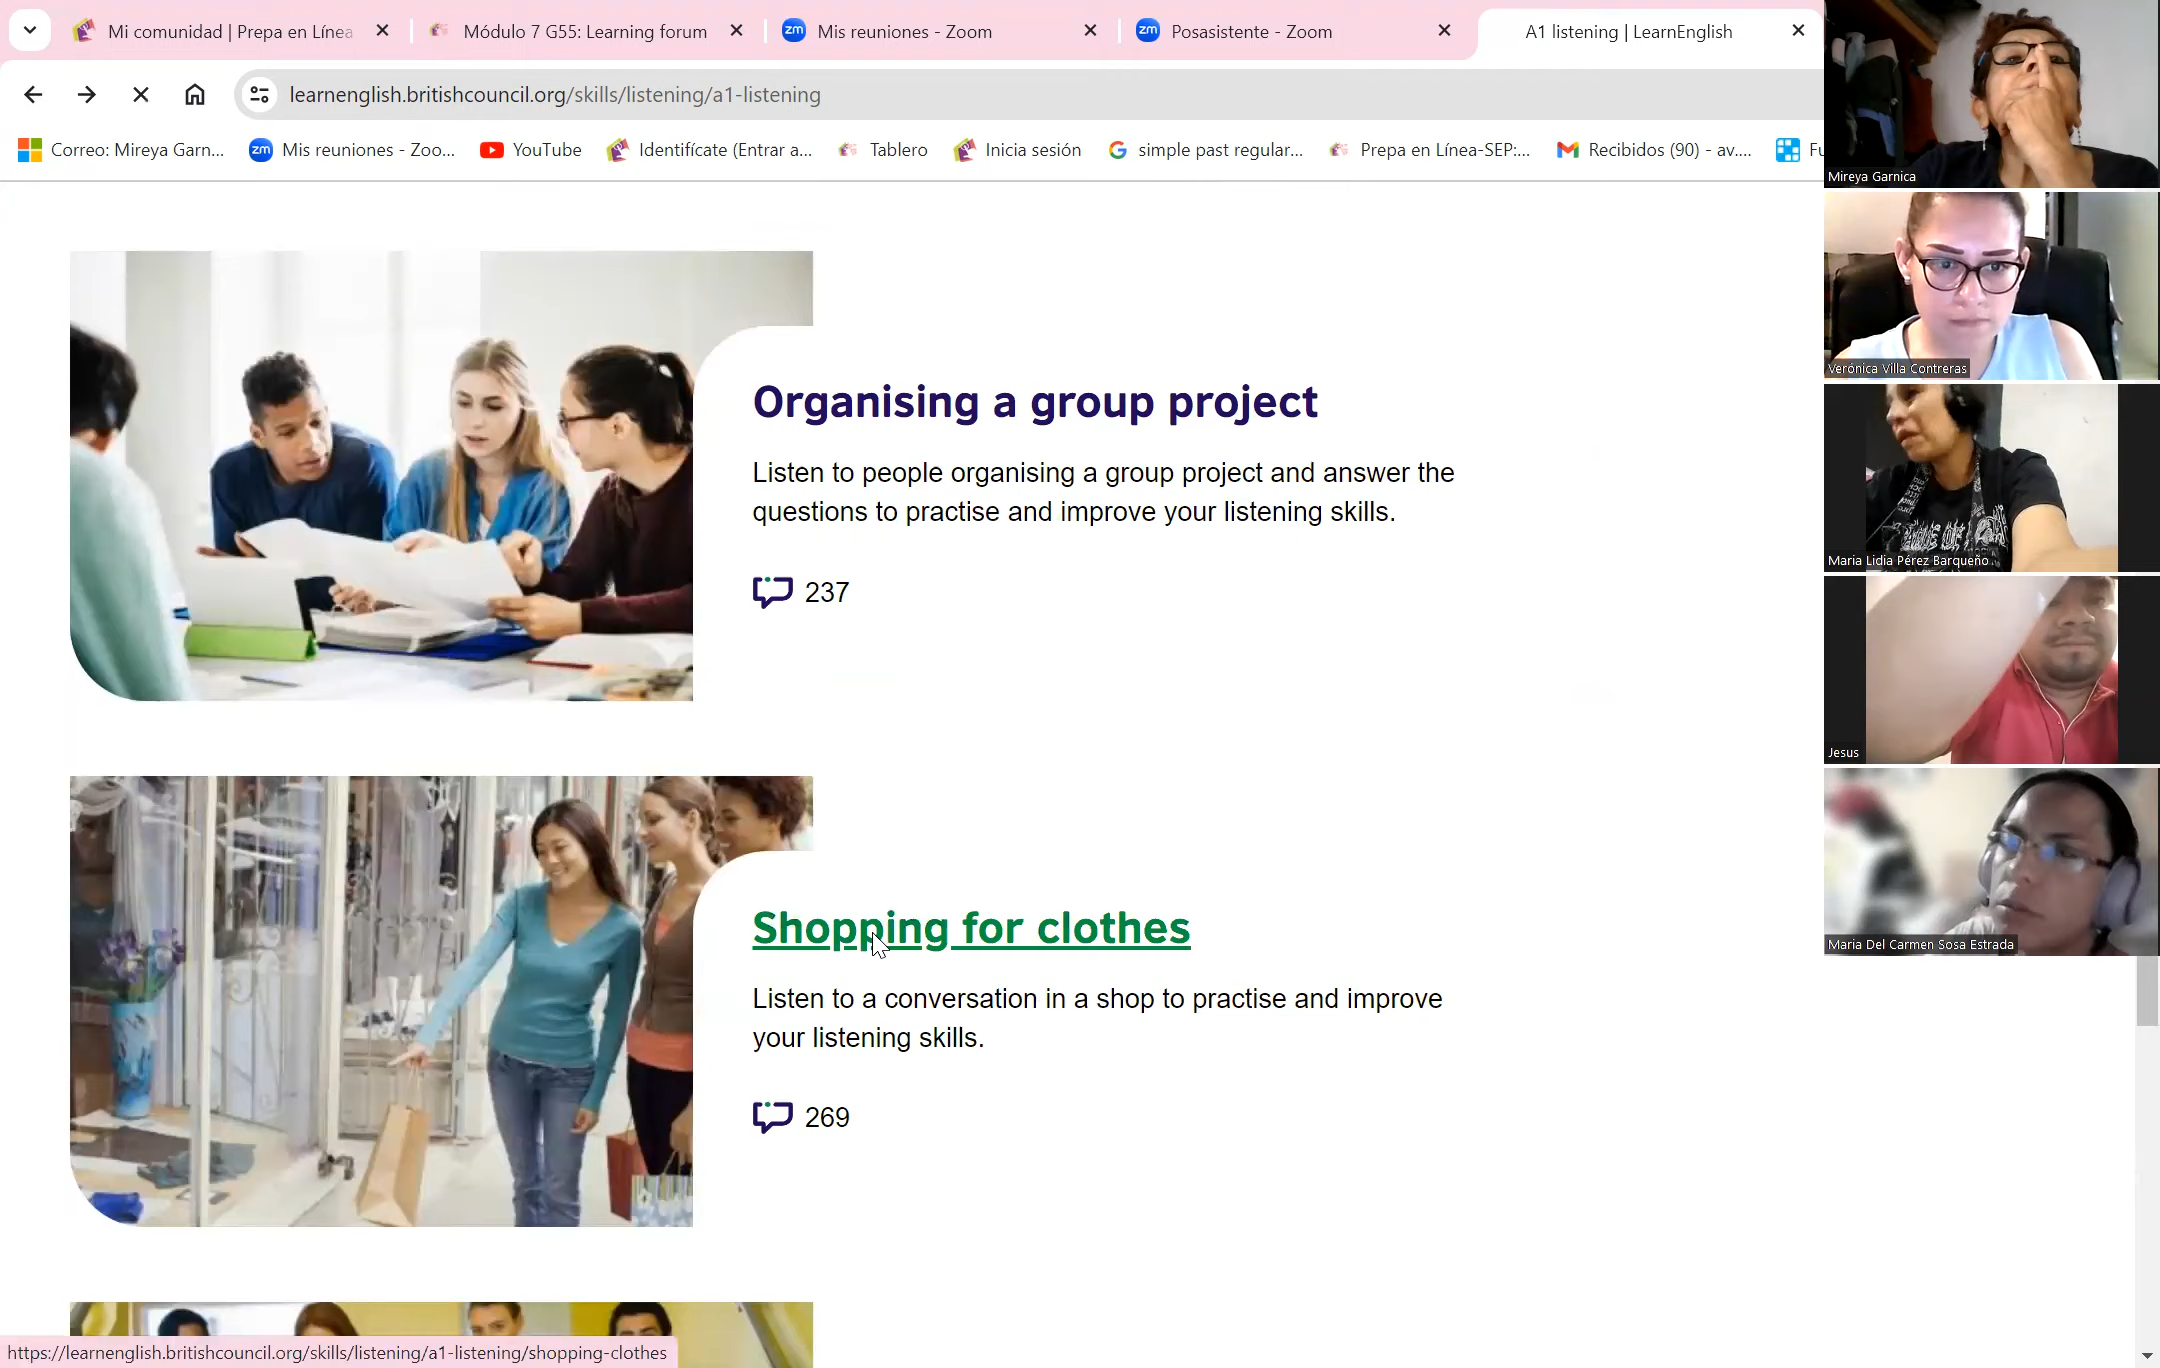 Mi comunidad | Prepa en Línea
Módulo 7 G55: Learning forum
zm Mis reuniones - Zoom
zm Posasistente - Zoom
A1 listening | LearnEnglish
learnenglish.britishcouncil.org/skills/listening/a1-listening
Correo: Mireya Garn...
zm Mis reuniones - Zoo...
YouTube
Identifícate (Entrar a...
Tablero
Inicia sesión
simple past regular...
Prepa en Línea-SEP:...
Recibidos (90) - av....
Fu
Mireya Garnica
Verónica Villa Contreras
Maria Lidia Pérez Barqueño
Jesus
Maria Del Carmen Sosa Estrada
Organising a group project
Listen to people organising a group project and answer the
questions to practise and improve your listening skills.
237
Shopping for clothes
Listen to a conversation in a shop to practise and improve
your listening skills.
269
https://learnenglish.britishcouncil.org/skills/listening/a1-listening/shopping-clothes